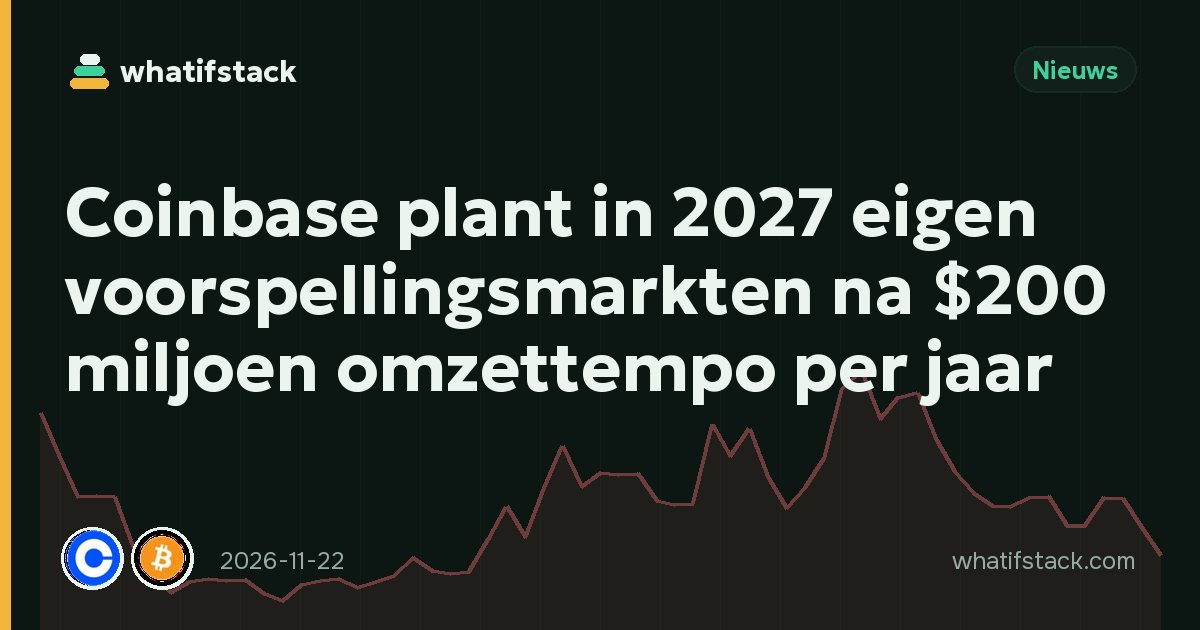 whatifstack
Nieuws
Coinbase plant in 2027 eigen
voorspellingsmarkten na $200
miljoen omzettempo per jaar
2026-11-22
whatifstack.com